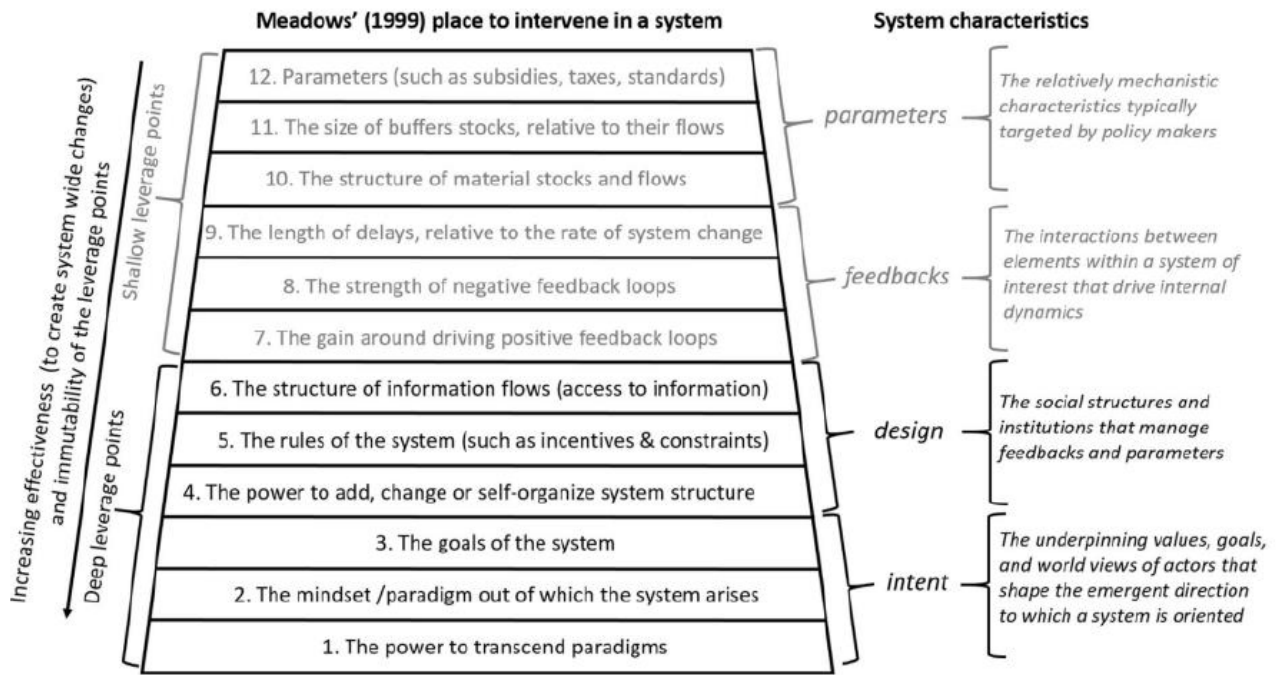 Meadows' (1999) place to intervene in a system
System characteristics
Increasing effectiveness (to create system wide changes)
and immutability of the leverage points
Shallow leverage points
Deep leverage points
12. Parameters (such as subsidies, taxes, standards)
11. The size of buffers stocks, relative to their flows
10. The structure of material stocks and flows
9. The length of delays, relative to the rate of system change
8. The strength of negative feedback loops
7. The gain around driving positive feedback loops
6. The structure of information flows (access to information)
5. The rules of the system (such as incentives & constraints)
4. The power to add, change or self-organize system structure
3. The goals of the system
2. The mindset /paradigm out of which the system arises
1. The power to transcend paradigms
parameters
The relatively mechanistic
characteristics typically
targeted by policy makers
feedbacks
The interactions between
elements within a system of
interest that drive internal
dynamics
design
The social structures and
institutions that manage
feedbacks and parameters
intent
The underpinning values, goals,
and world views of actors that
shape the emergent direction
to which a system is oriented